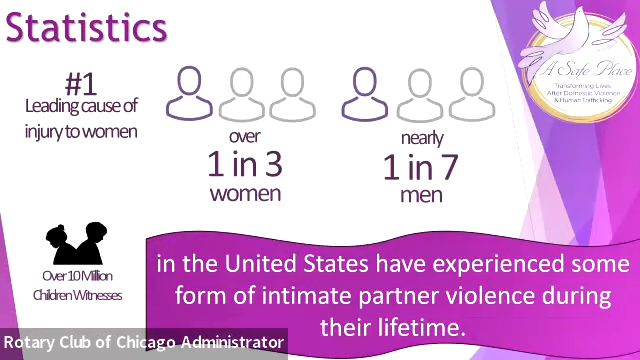 Statistics
#1
Leading cause of
injury to women
over
1 in 3
women
nearly
1 in 7
men
A Safe Place
Transforming Lives
After Domestic Violence
& Human Trafficking
Over 10 Million
Children Witnesses
in the United States have experienced some
form of intimate partner violence during
their lifetime.
Rotary Club of Chicago Administrator